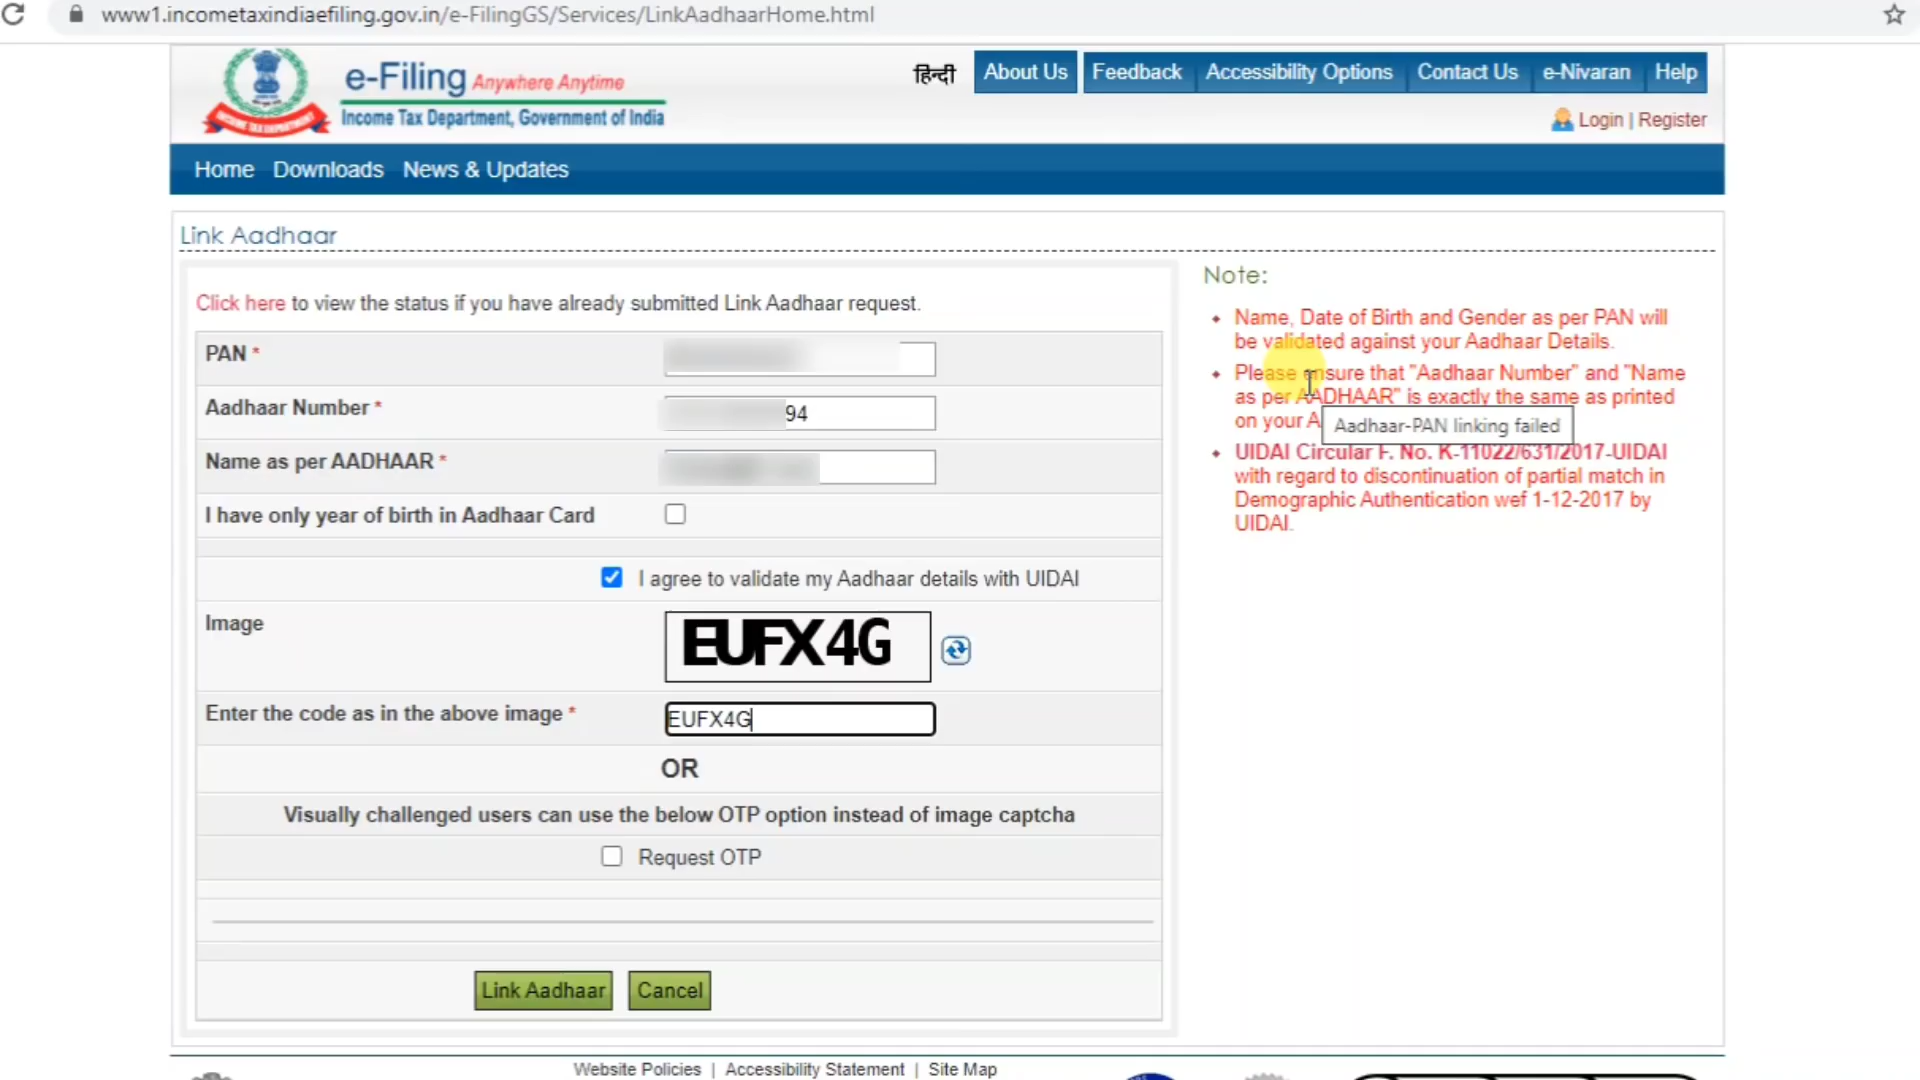 www1.incometaxindiaefiling.gov.in/e-FilingGS/Services/LinkAadhaarHome.html
e-Filing Anywhere Anytime
Income Tax Department, Government of India
INCOME TAX DEPARTMENT
हिन्दी About Us Feedback Accessibility Options Contact Us e-Nivaran Help
Login | Register
Home Downloads News & Updates
Link Aadhaar
Click here to view the status if you have already submitted Link Aadhaar request.
PAN *
Aadhaar Number * 94
Name as per AADHAAR *
I have only year of birth in Aadhaar Card
I agree to validate my Aadhaar details with UIDAI
Image EUFX4G
Enter the code as in the above image * EUFX4G
OR
Visually challenged users can use the below OTP option instead of image captcha
Request OTP
Link Aadhaar Cancel
Note:
Name, Date of Birth and Gender as per PAN will
be validated against your Aadhaar Details.
Please ensure that "Aadhaar Number" and "Name
as per AADHAAR" is exactly the same as printed
on your A
Aadhaar-PAN linking failed
UIDAI Circular F. No. K-11022/631/2017-UIDAI
with regard to discontinuation of partial match in
Demographic Authentication wef 1-12-2017 by
UIDAI.
Website Policies | Accessibility Statement | Site Map